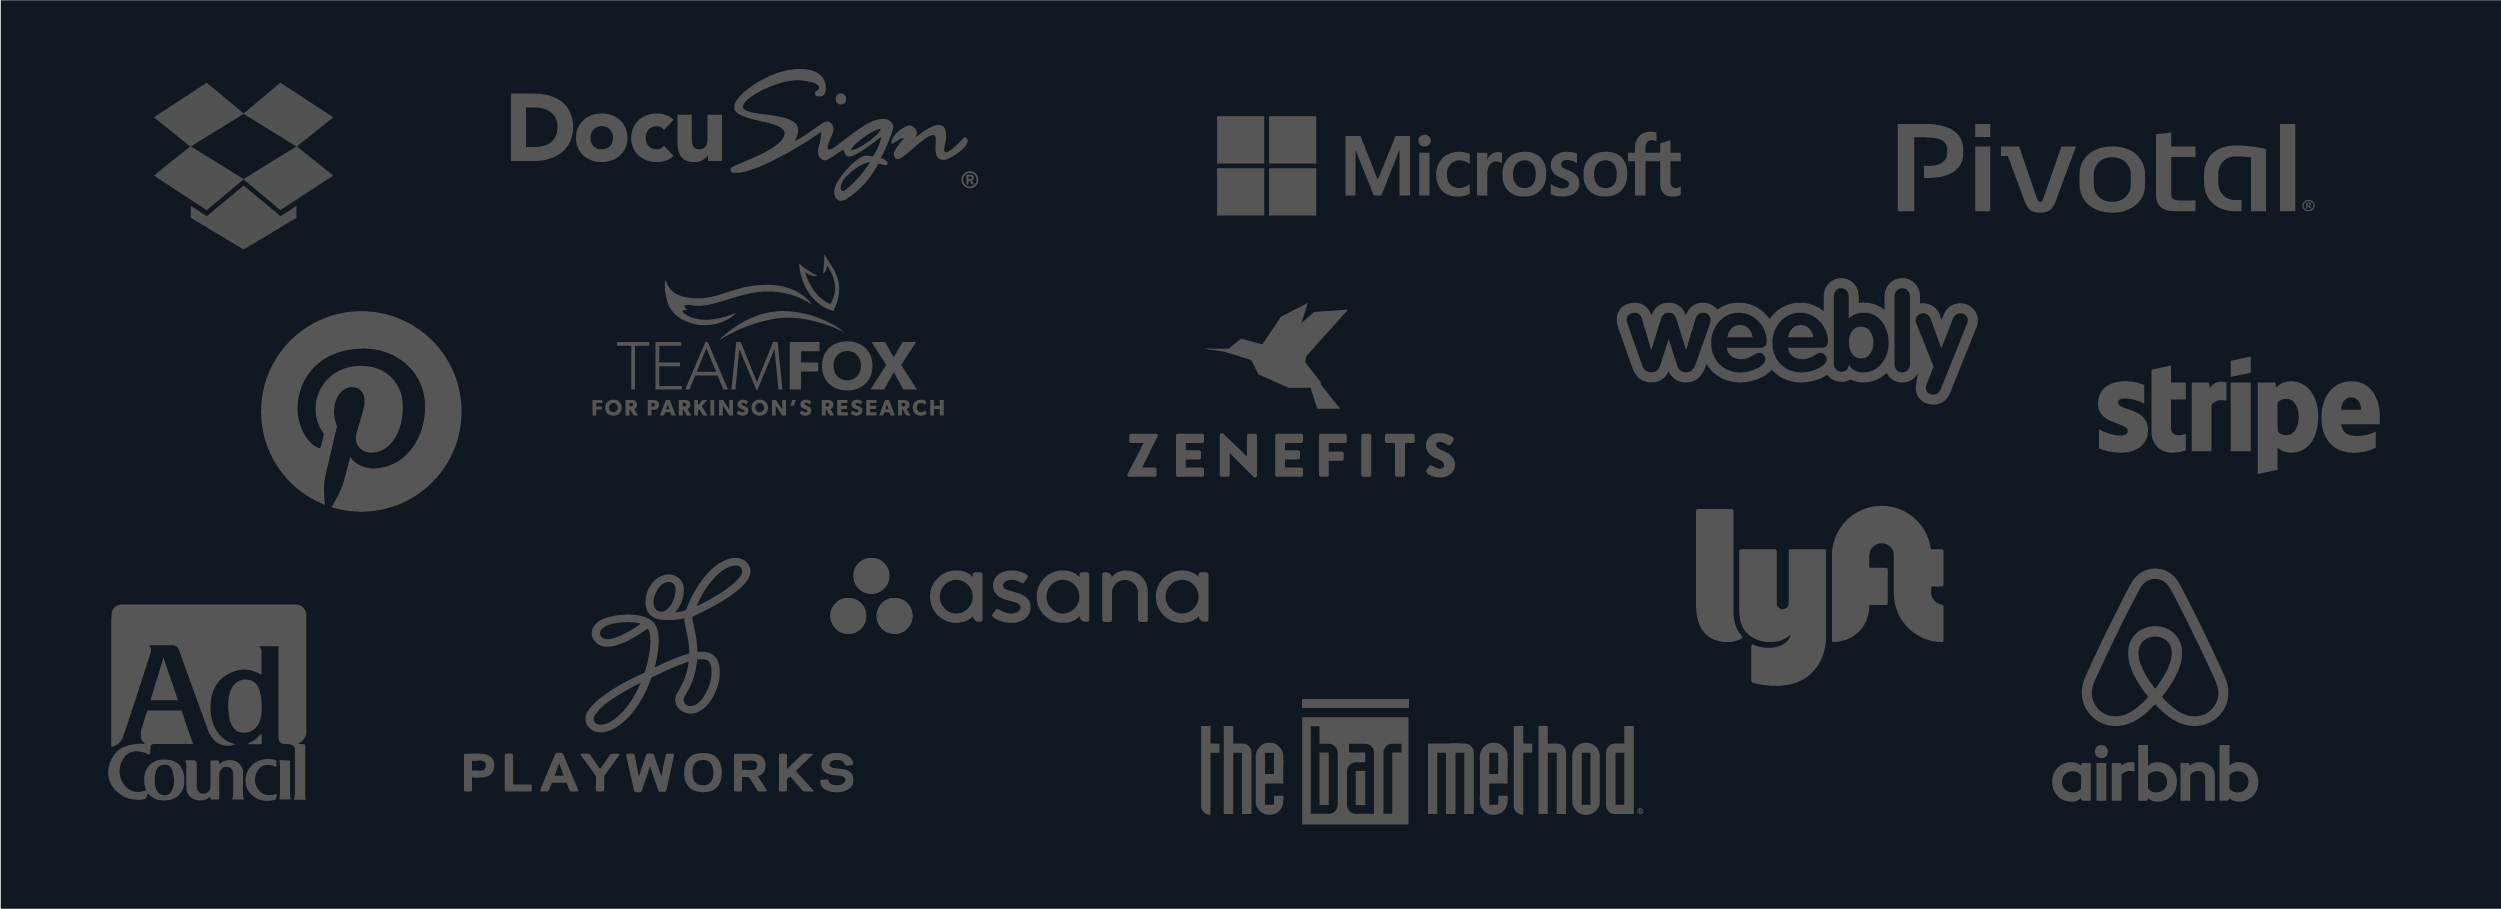 DocuSign®
Microsoft
Pivotal®
TEAMFOX
FOR PARKINSON'S RESEARCH
ZENEFITS
weebly
stripe
Ad
Council
PLAYWORKS
asana
the bar method®
lyft
airbnb